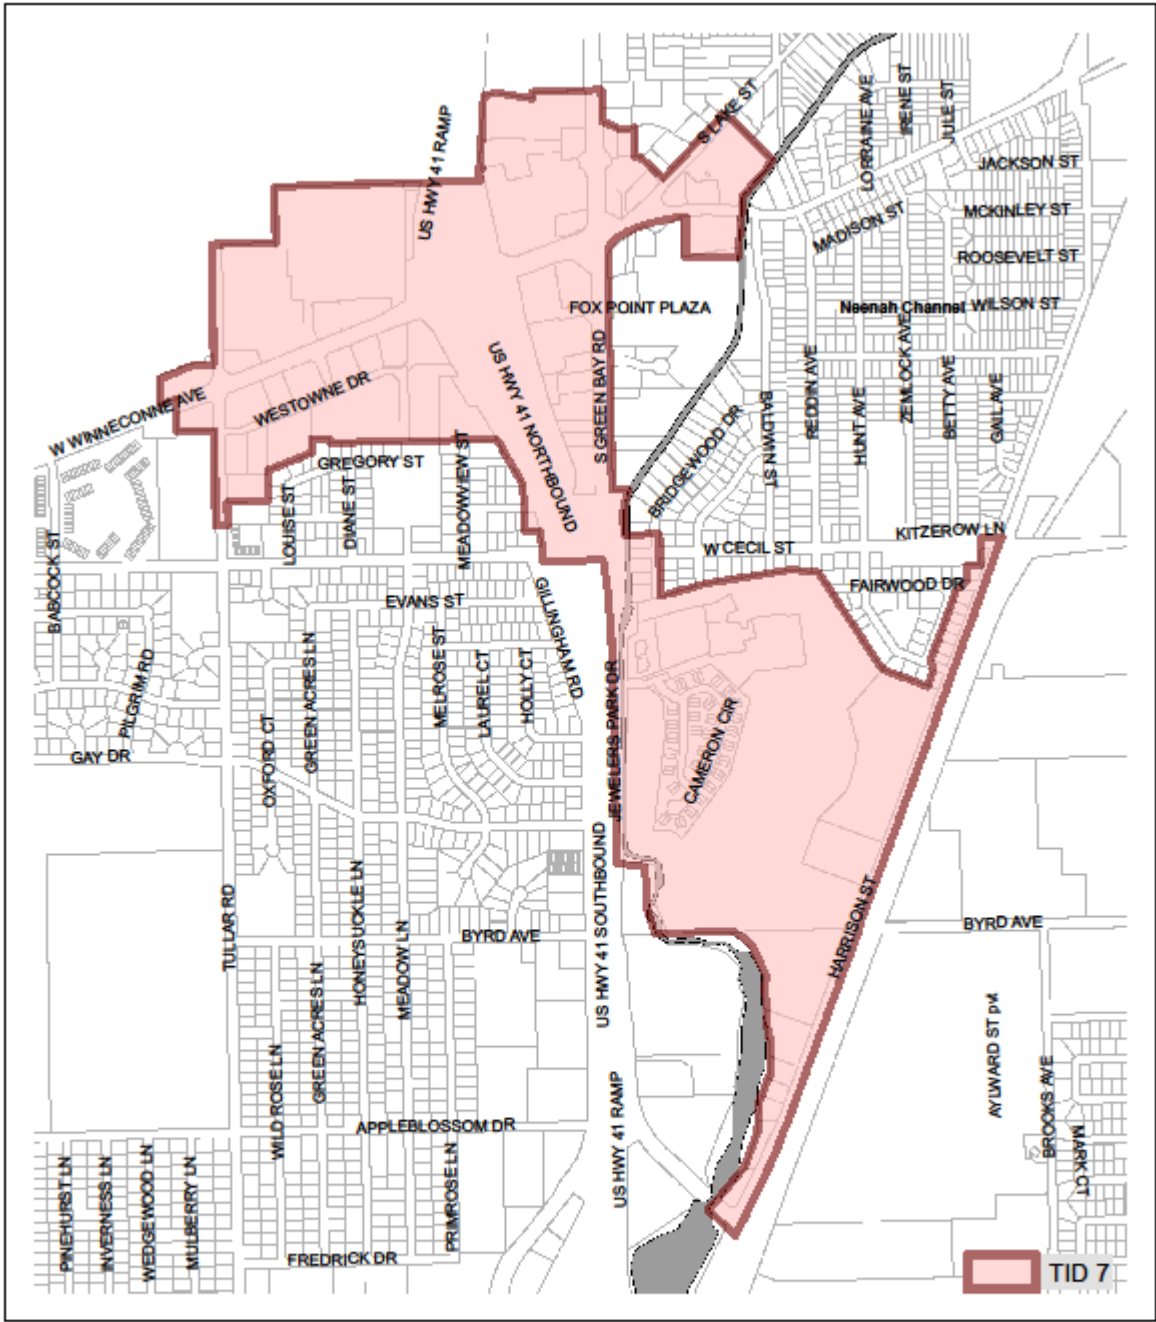 US HWY 41 RAMP
S LAKE ST
LORRAINE AVE
IRENE ST
JULE ST
JACKSON ST
MCKINLEY ST
MADISON ST
ROOSEVELT ST
FOX POINT PLAZA
Neenah Channel
WILSON ST
W WINNECONNE AVE
WESTOWNE DR
US HWY 41 NORTHBOUND
S GREEN BAY RD
REDDIN AVE
HUNT AVE
ZEMLOCK AVE
BETTY AVE
GAIL AVE
BALDWIN ST
BRIDGEWOOD DR
GREGORY ST
LOUISE ST
DIANE ST
MEADOWVIEW ST
KITZEROW LN
W CECIL ST
FAIRWOOD DR
BABCOCK ST
EVANS ST
GILLINGHAM RD
PILGRIM RD
GREEN ACRES LN
MELROSE ST
LAUREL CT
HOLLY CT
JEWELERS PARK DR
CAMERON CIR
GAY DR
OXFORD CT
TULLAR RD
HONEYSUCKLE LN
MEADOW LN
BYRD AVE
US HWY 41 SOUTHBOUND
HARRISON ST
BYRD AVE
WILD ROSE LN
GREEN ACRES LN
APPLEBLOSSOM DR
US HWY 41 RAMP
AYLWARD ST pvt
BROOKS AVE
MARK CT
PINEHURST LN
INVERNESS LN
WEDGEWOOD LN
MULBERRY LN
PRIMROSE LN
FREDRICK DR
TID 7